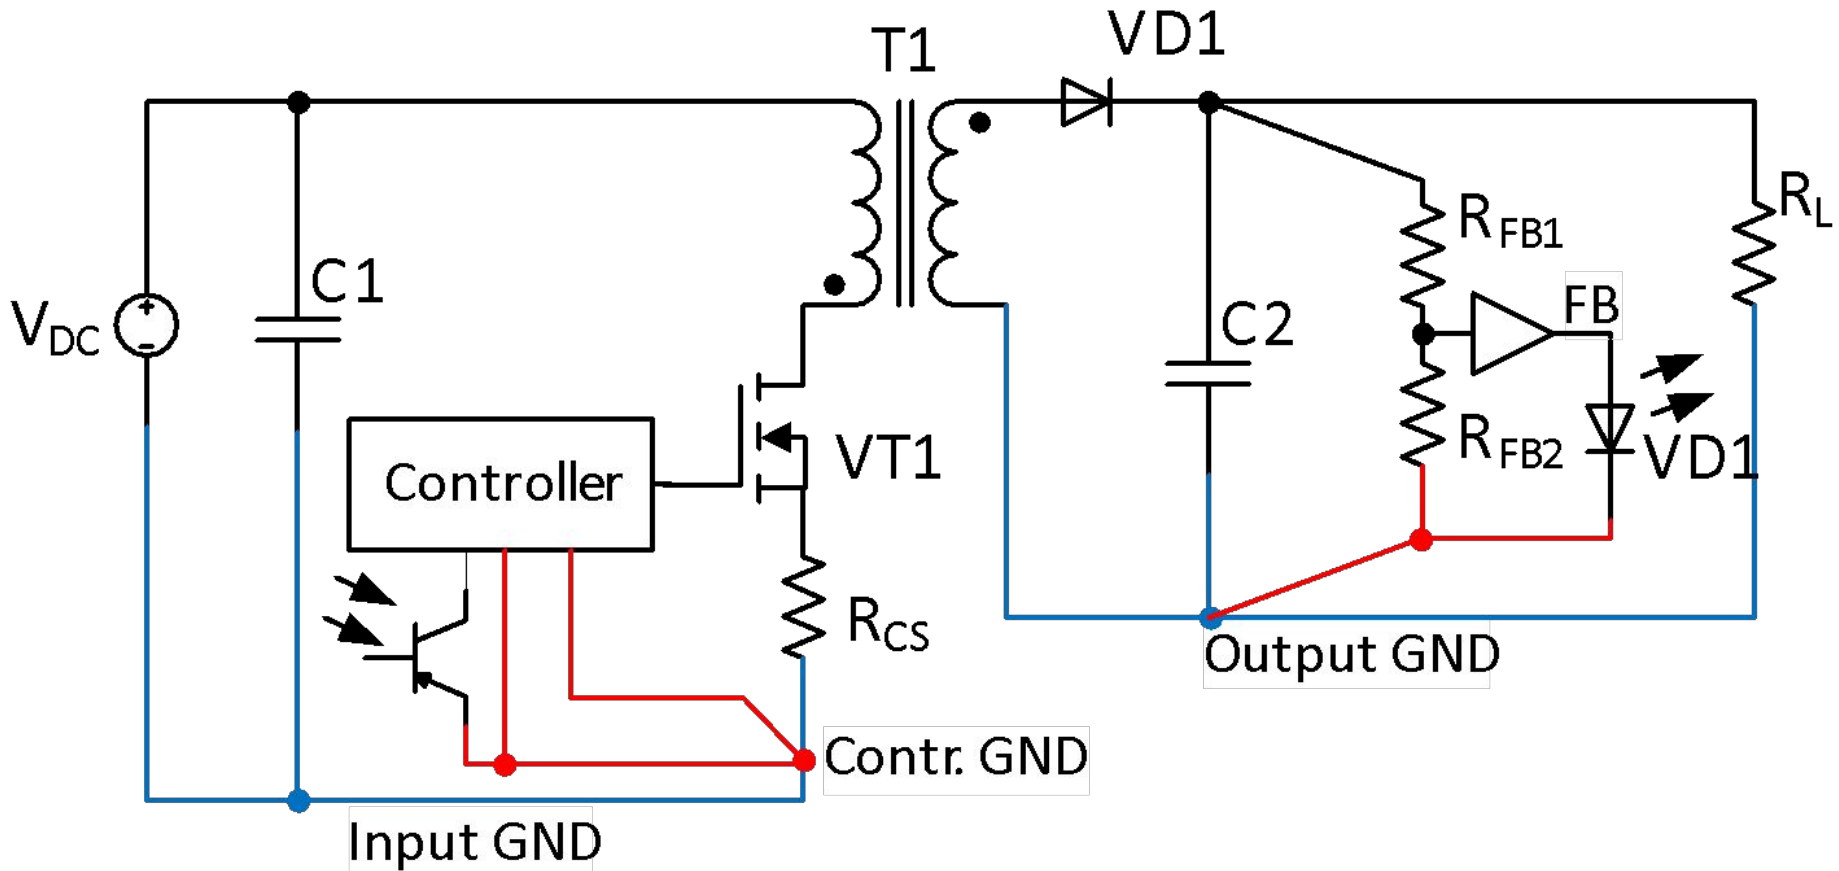 T1
VD1
V_DC
+
-
C1
C2
R_FB1
R_L
FB
R_FB2
VD1
Controller
VT1
R_CS
Output GND
Contr. GND
Input GND